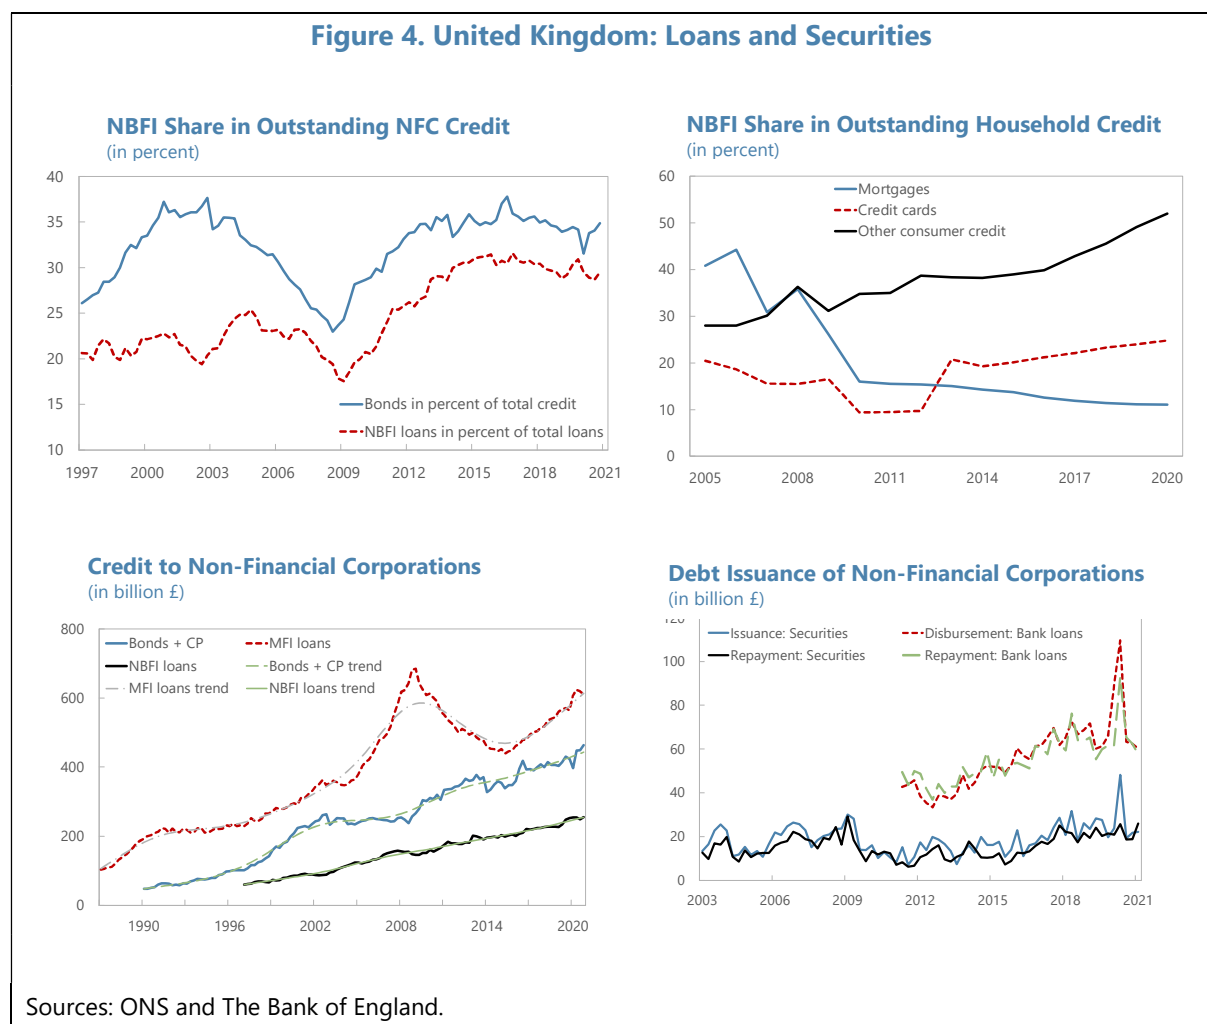 Figure 4. United Kingdom: Loans and Securities
NBFI Share in Outstanding NFC Credit
(in percent)
40
35
30
25
20
15
10
Bonds in percent of total credit
NBFI loans in percent of total loans
1997 2000 2003 2006 2009 2012 2015 2018 2021
NBFI Share in Outstanding Household Credit
(in percent)
60
50
40
30
20
10
0
Mortgages
Credit cards
Other consumer credit
2005 2008 2011 2014 2017 2020
Credit to Non-Financial Corporations
(in billion £)
800
600
400
200
0
Bonds + CP MFI loans
NBFI loans Bonds + CP trend
MFI loans trend NBFI loans trend
1990 1996 2002 2008 2014 2020
Debt Issuance of Non-Financial Corporations
(in billion £)
120
100
80
60
40
20
0
Issuance: Securities Disbursement: Bank loans
Repayment: Securities Repayment: Bank loans
2003 2006 2009 2012 2015 2018 2021
Sources: ONS and The Bank of England.